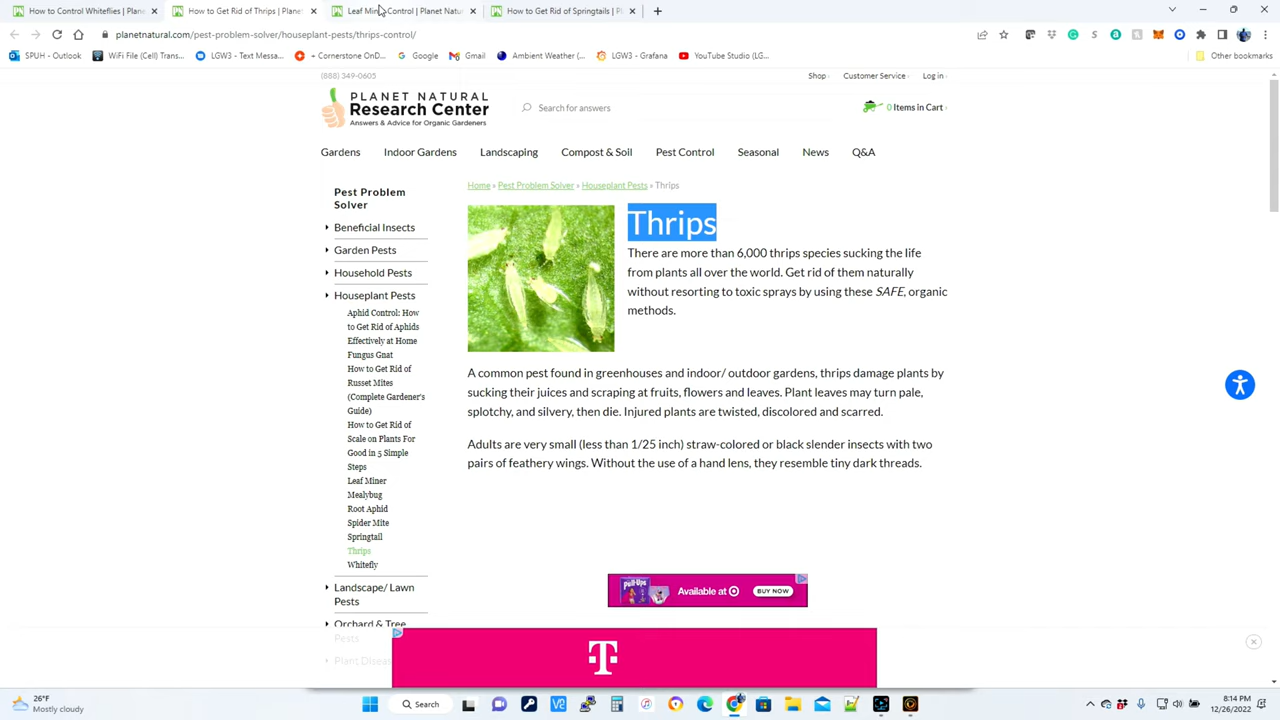 How to Control Whiteflies | Plane
How to Get Rid of Thrips | Plane
Leaf Miner Control | Planet Natur
How to Get Rid of Springtails | P
planetnatural.com/pest-problem-solver/houseplant-pests/thrips-control/
SPUH - Outlook
WiFi File (Cell) Trans...
LGW3 - Text Messa...
+ Cornerstone OnD...
Google
Gmail
Ambient Weather (...
LGW3 - Grafana
YouTube Studio (LG...
Other bookmarks
(888) 349-0605
Shop
Customer Service
Log in
PLANET NATURAL
Research Center
Answers & Advice for Organic Gardeners
Search for answers
0 Items in Cart
Gardens
Indoor Gardens
Landscaping
Compost & Soil
Pest Control
Seasonal
News
Q&A
Pest Problem
Solver
Beneficial Insects
Garden Pests
Household Pests
Houseplant Pests
Aphid Control: How
to Get Rid of Aphids
Effectively at Home
Fungus Gnat
How to Get Rid of
Russet Mites
(Complete Gardener's
Guide)
How to Get Rid of
Scale on Plants For
Good in 5 Simple
Steps
Leaf Miner
Mealybug
Root Aphid
Spider Mite
Springtail
Thrips
Whitefly
Landscape/ Lawn
Pests
Orchard & Tree
Pests
Plant Diseas
Home » Pest Problem Solver » Houseplant Pests » Thrips
Thrips
There are more than 6,000 thrips species sucking the life
from plants all over the world. Get rid of them naturally
without resorting to toxic sprays by using these SAFE, organic
methods.
A common pest found in greenhouses and indoor/ outdoor gardens, thrips damage plants by
sucking their juices and scraping at fruits, flowers and leaves. Plant leaves may turn pale,
splotchy, and silvery, then die. Injured plants are twisted, discolored and scarred.
Adults are very small (less than 1/25 inch) straw-colored or black slender insects with two
pairs of feathery wings. Without the use of a hand lens, they resemble tiny dark threads.
Pull-Ups
Available at
BUY NOW
T
26°F
Mostly cloudy
Search
8:14 PM
12/26/2022